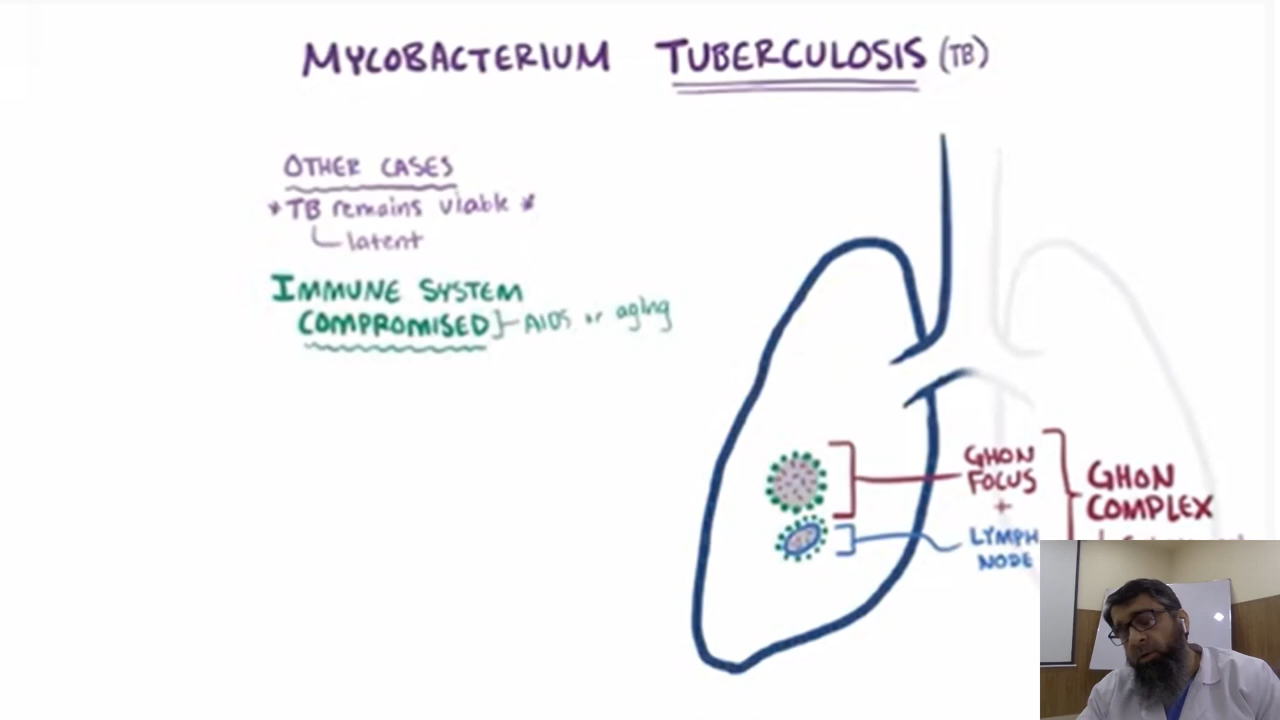 MYCOBACTERIUM TUBERCULOSIS (TB)
OTHER CASES
* TB remains viable *
latent
IMMUNE SYSTEM
COMPROMISED AIDS or aging
GHON
FOCUS
+
LYMPH
NODE
GHON
COMPLEX